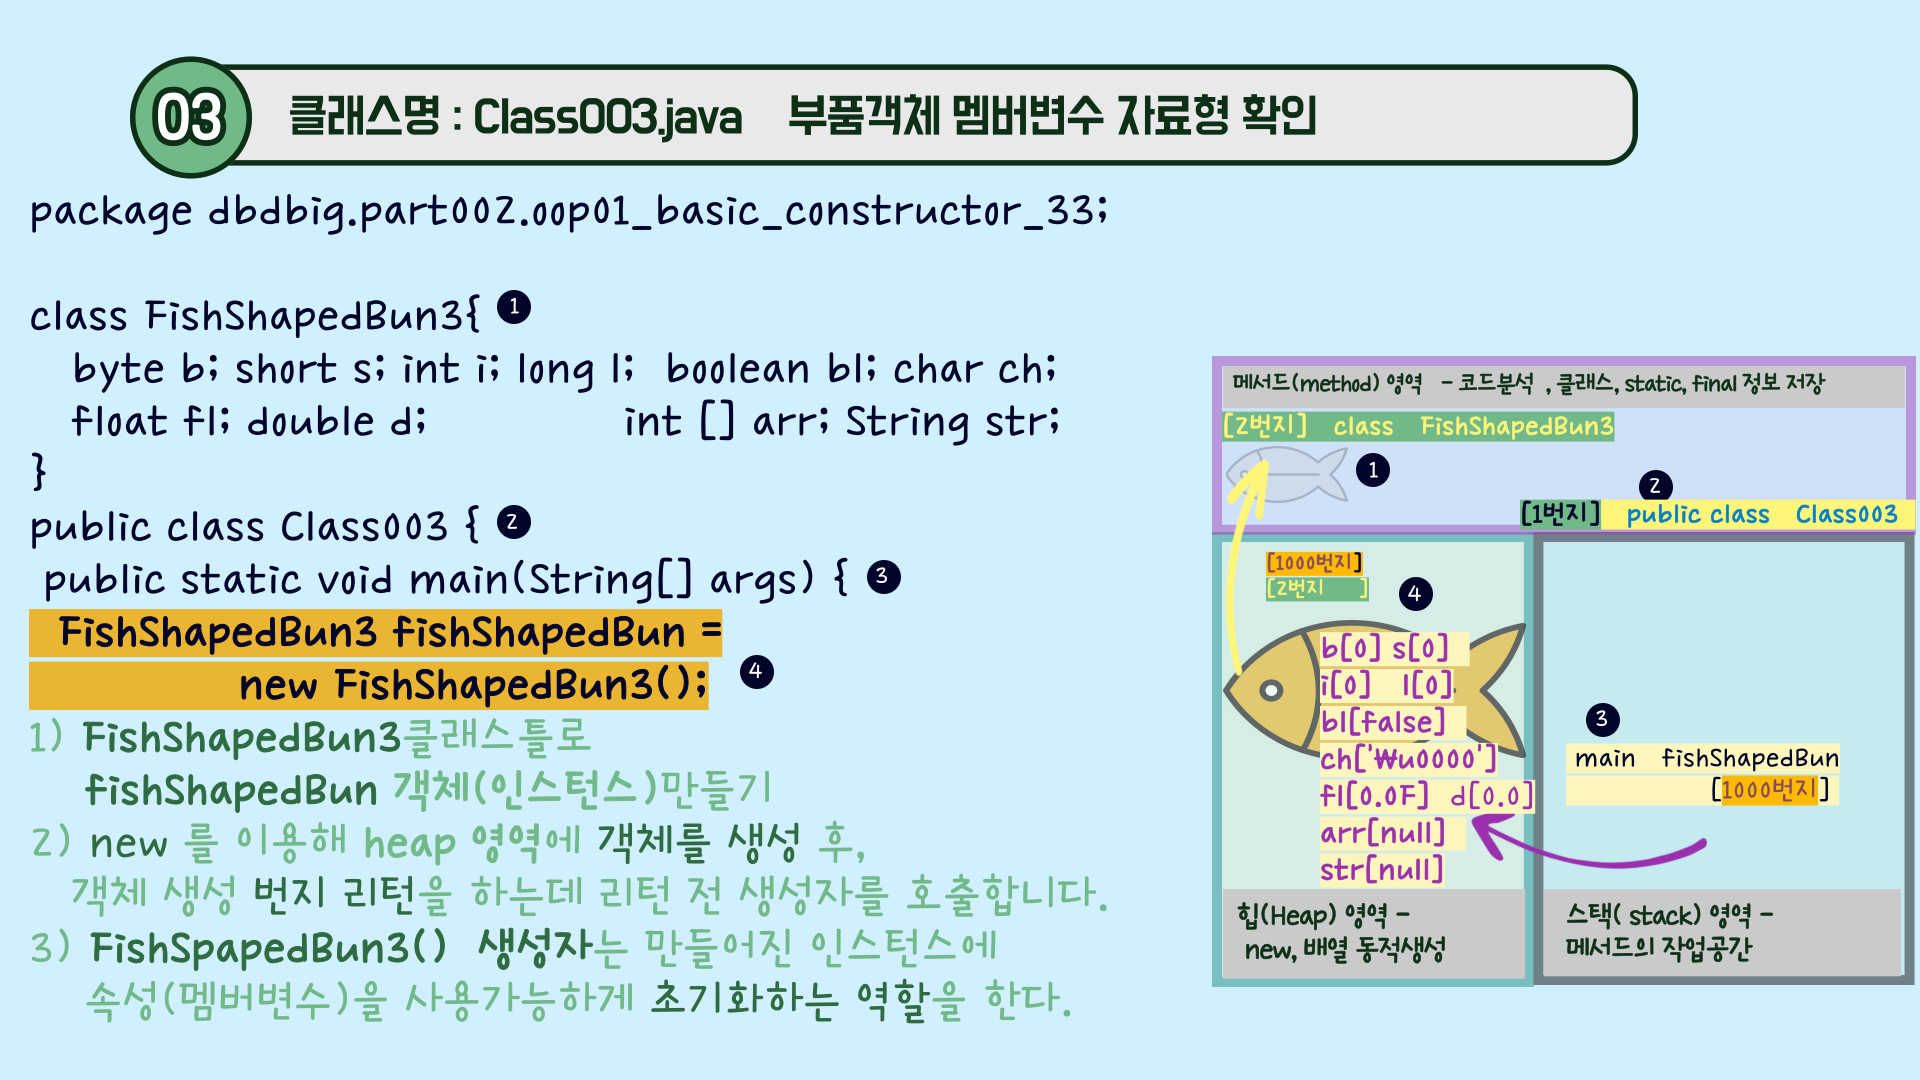 03
클래스명 : Class003.java 부품객체 멤버변수 자료형 확인
package dbdbig.part002.oop01_basic_constructor_33;
class FishShapedBun3{ 1
byte b; short s; int i; long l; boolean bl; char ch;
float fl; double d; int [] arr; String str;
}
public class Class003 { 2
public static void main(String[] args) { 3
FishShapedBun3 fishShapedBun =
new FishShapedBun3(); 4
1) FishShapedBun3클래스틀로
fishShapedBun 객체(인스턴스)만들기
2) new 를 이용해 heap 영역에 객체를 생성 후,
객체 생성 번지 리턴을 하는데 리턴 전 생성자를 호출합니다.
3) FishSpapedBun3() 생성자는 만들어진 인스턴스에
속성(멤버변수)을 사용가능하게 초기화하는 역할을 한다.
메서드(method) 영역 - 코드분석 , 클래스, static, final 정보 저장
[2번지] class FishShapedBun3
1
2
[1번지] public class Class003
[1000번지]
[2번지 ]
4
b[0] s[0]
i[0] l[0]
bl[false]
ch['₩u0000']
fl[0.0F] d[0.0]
arr[null]
str[null]
힙(Heap) 영역 -
new, 배열 동적생성
3
main fishShapedBun
[1000번지]
스택( stack) 영역 -
메서드의 작업공간